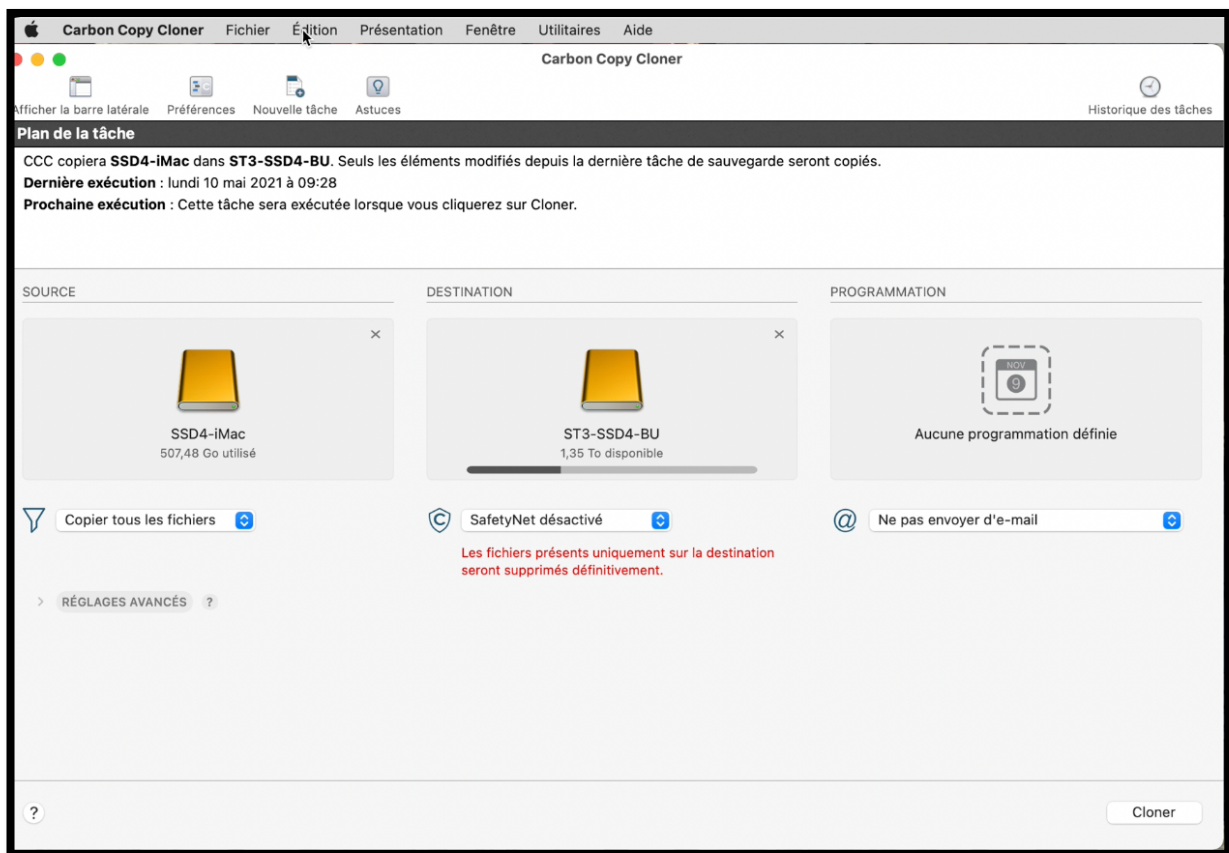 Carbon Copy Cloner Fichier Édition Présentation Fenêtre Utilitaires Aide
Carbon Copy Cloner
Afficher la barre latérale Préférences Nouvelle tâche Astuces Historique des tâches
Plan de la tâche
CCC copiera SSD4-iMac dans ST3-SSD4-BU. Seuls les éléments modifiés depuis la dernière tâche de sauvegarde seront copiés.
Dernière exécution : lundi 10 mai 2021 à 09:28
Prochaine exécution : Cette tâche sera exécutée lorsque vous cliquerez sur Cloner.
SOURCE DESTINATION PROGRAMMATION
NOV
9
SSD4-iMac ST3-SSD4-BU Aucune programmation définie
507,48 Go utilisé 1,35 To disponible
Copier tous les fichiers SafetyNet désactivé @ Ne pas envoyer d'e-mail
Les fichiers présents uniquement sur la destination
seront supprimés définitivement.
> RÉGLAGES AVANCÉS ?
? Cloner